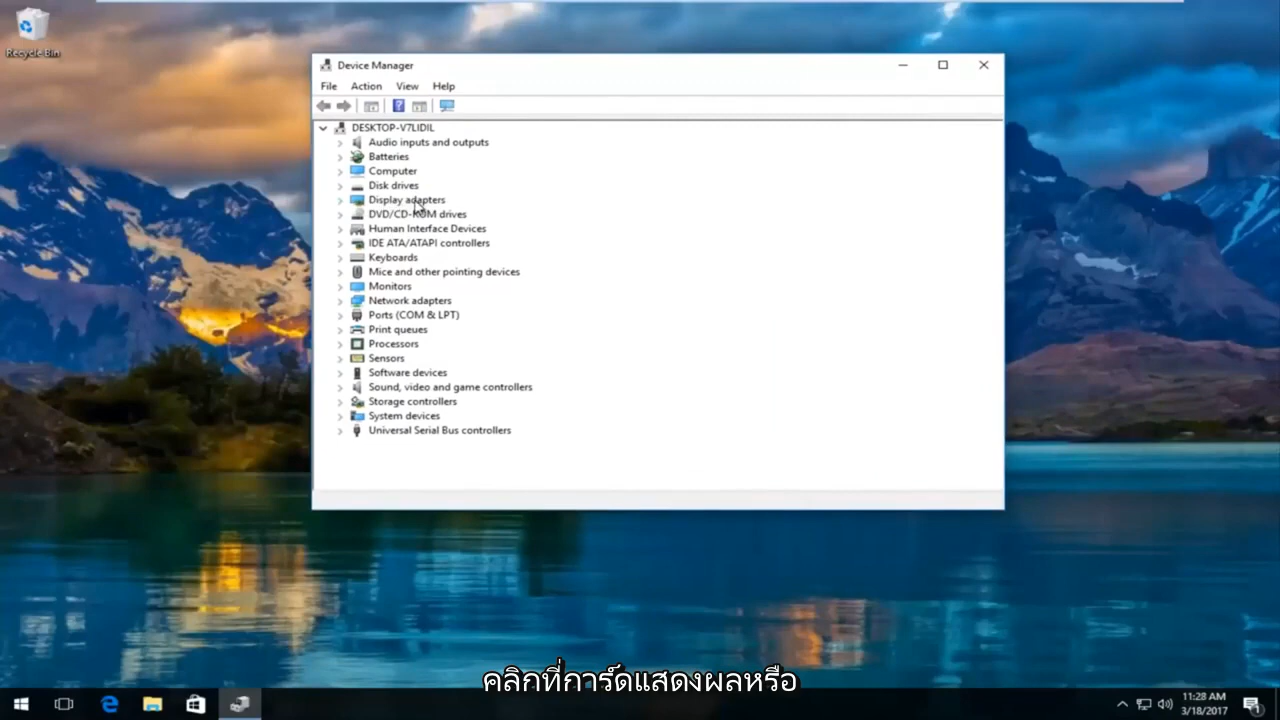 Recycle Bin
Device Manager
File Action View Help
DESKTOP-V7LIDIL
Audio inputs and outputs
Batteries
Computer
Disk drives
Display adapters
DVD/CD-ROM drives
Human Interface Devices
IDE ATA/ATAPI controllers
Keyboards
Mice and other pointing devices
Monitors
Network adapters
Ports (COM & LPT)
Print queues
Processors
Sensors
Software devices
Sound, video and game controllers
Storage controllers
System devices
Universal Serial Bus controllers
คลิกที่การ์ดแสดงผลหรือ
11:28 AM
3/18/2017
1